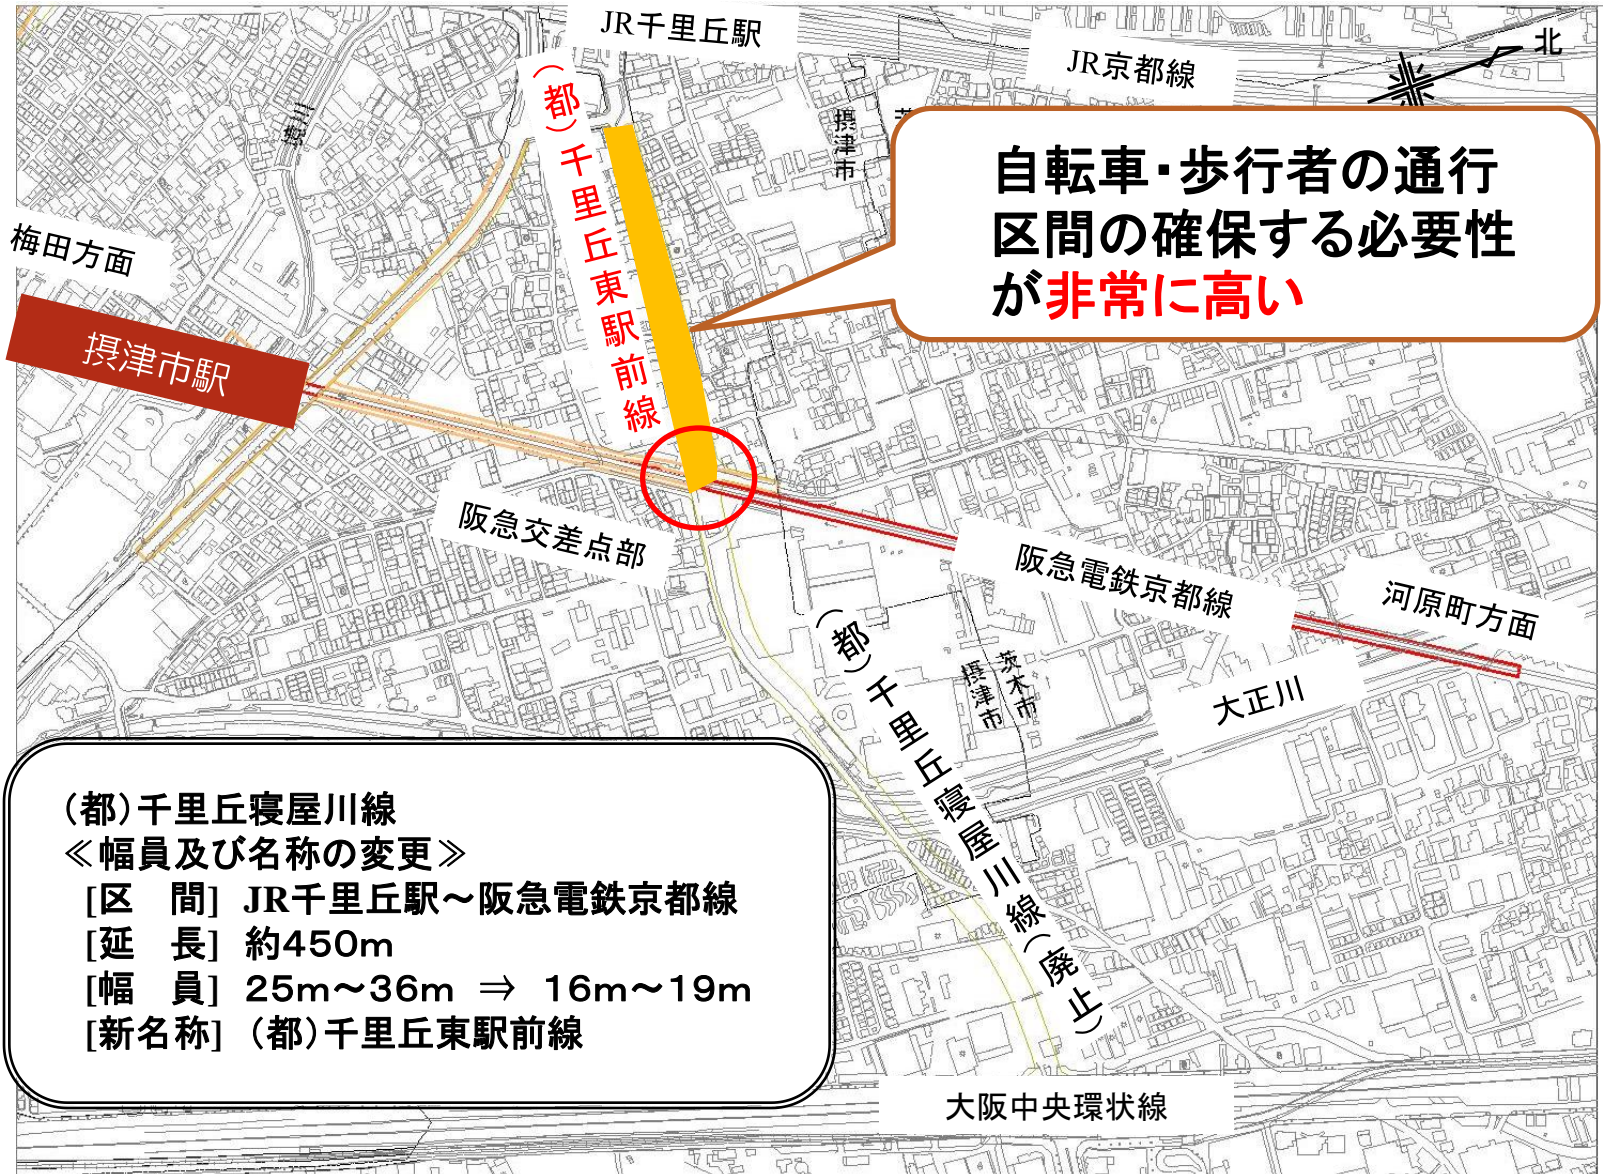 JR千里丘駅
JR京都線
北
境川
摂津市
(都)千里丘東駅前線
自転車・歩行者の通行
区間の確保する必要性
が非常に高い
梅田方面
摂津市駅
阪急交差点部
阪急電鉄京都線
河原町方面
(都)千里丘寝屋川線(廃止)
摂津市
茨木市
大正川
(都)千里丘寝屋川線
≪幅員及び名称の変更≫
[区　間] JR千里丘駅～阪急電鉄京都線
[延　長] 約450m
[幅　員] 25m～36m ⇒ 16m～19m
[新名称] (都)千里丘東駅前線
大阪中央環状線